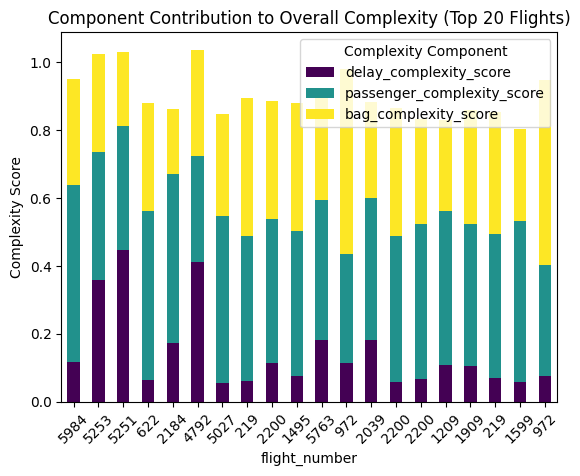 Component Contribution to Overall Complexity (Top 20 Flights)
Complexity Component
delay_complexity_score
passenger_complexity_score
bag_complexity_score
Complexity Score
1.0
0.8
0.6
0.4
0.2
0.0
5984 5253 5251 622 2184 4792 5027 219 2200 1495 5763 972 2039 2200 2200 1209 1909 219 1599 972
flight_number